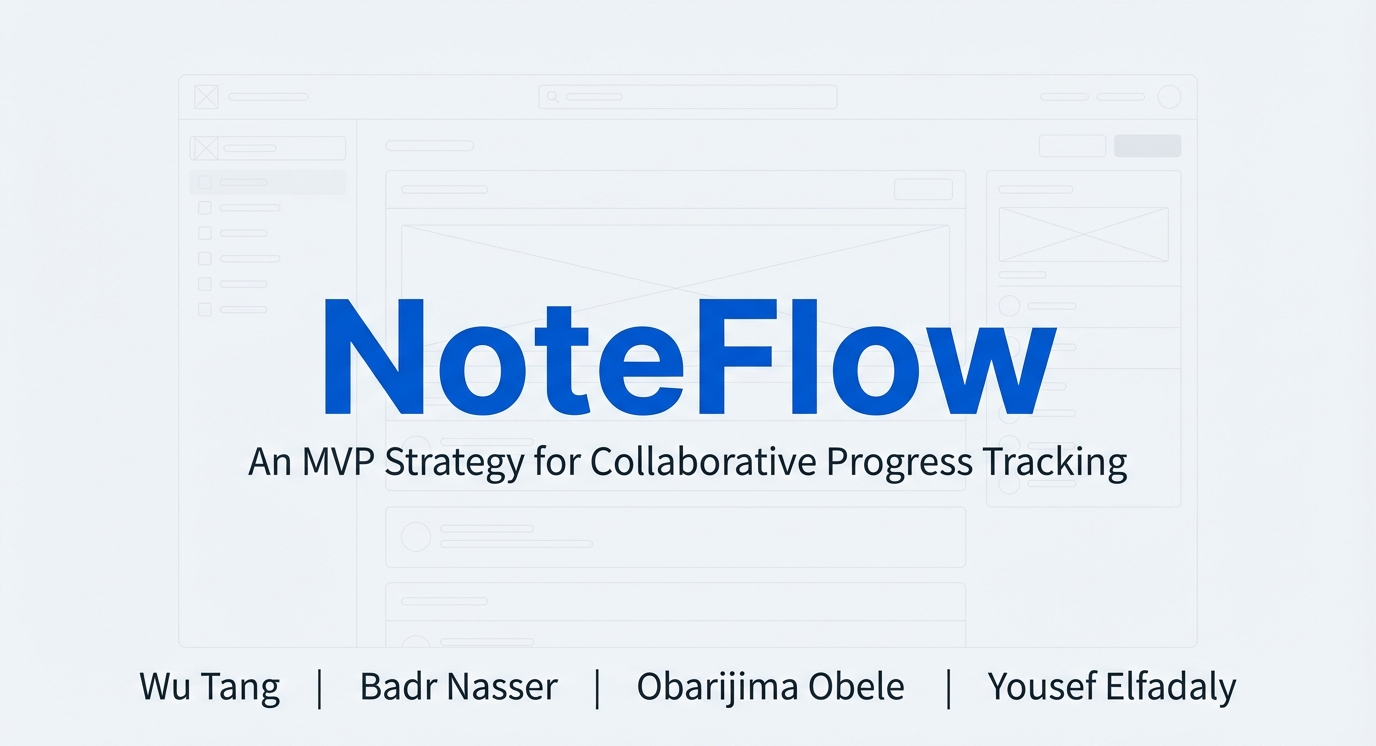 NoteFlow
An MVP Strategy for Collaborative Progress Tracking
Wu Tang | Badr Nasser | Obarijima Obele | Yousef Elfadaly